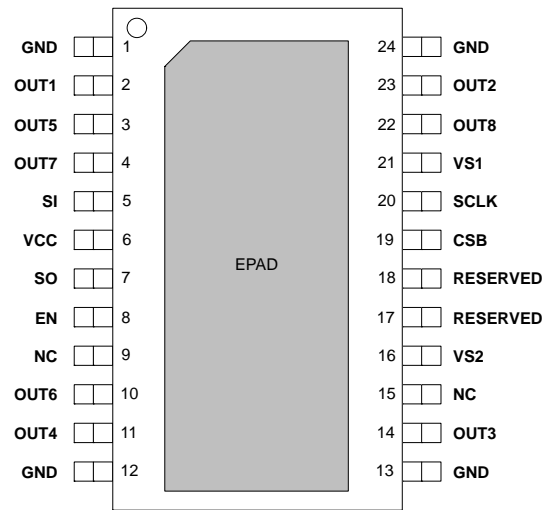 GND 1 24 GND
OUT1 2 23 OUT2
OUT5 3 22 OUT8
OUT7 4 21 VS1
SI 5 20 SCLK
VCC 6 19 CSB
EPAD
SO 7 18 RESERVED
EN 8 17 RESERVED
NC 9 16 VS2
OUT6 10 15 NC
OUT4 11 14 OUT3
GND 12 13 GND